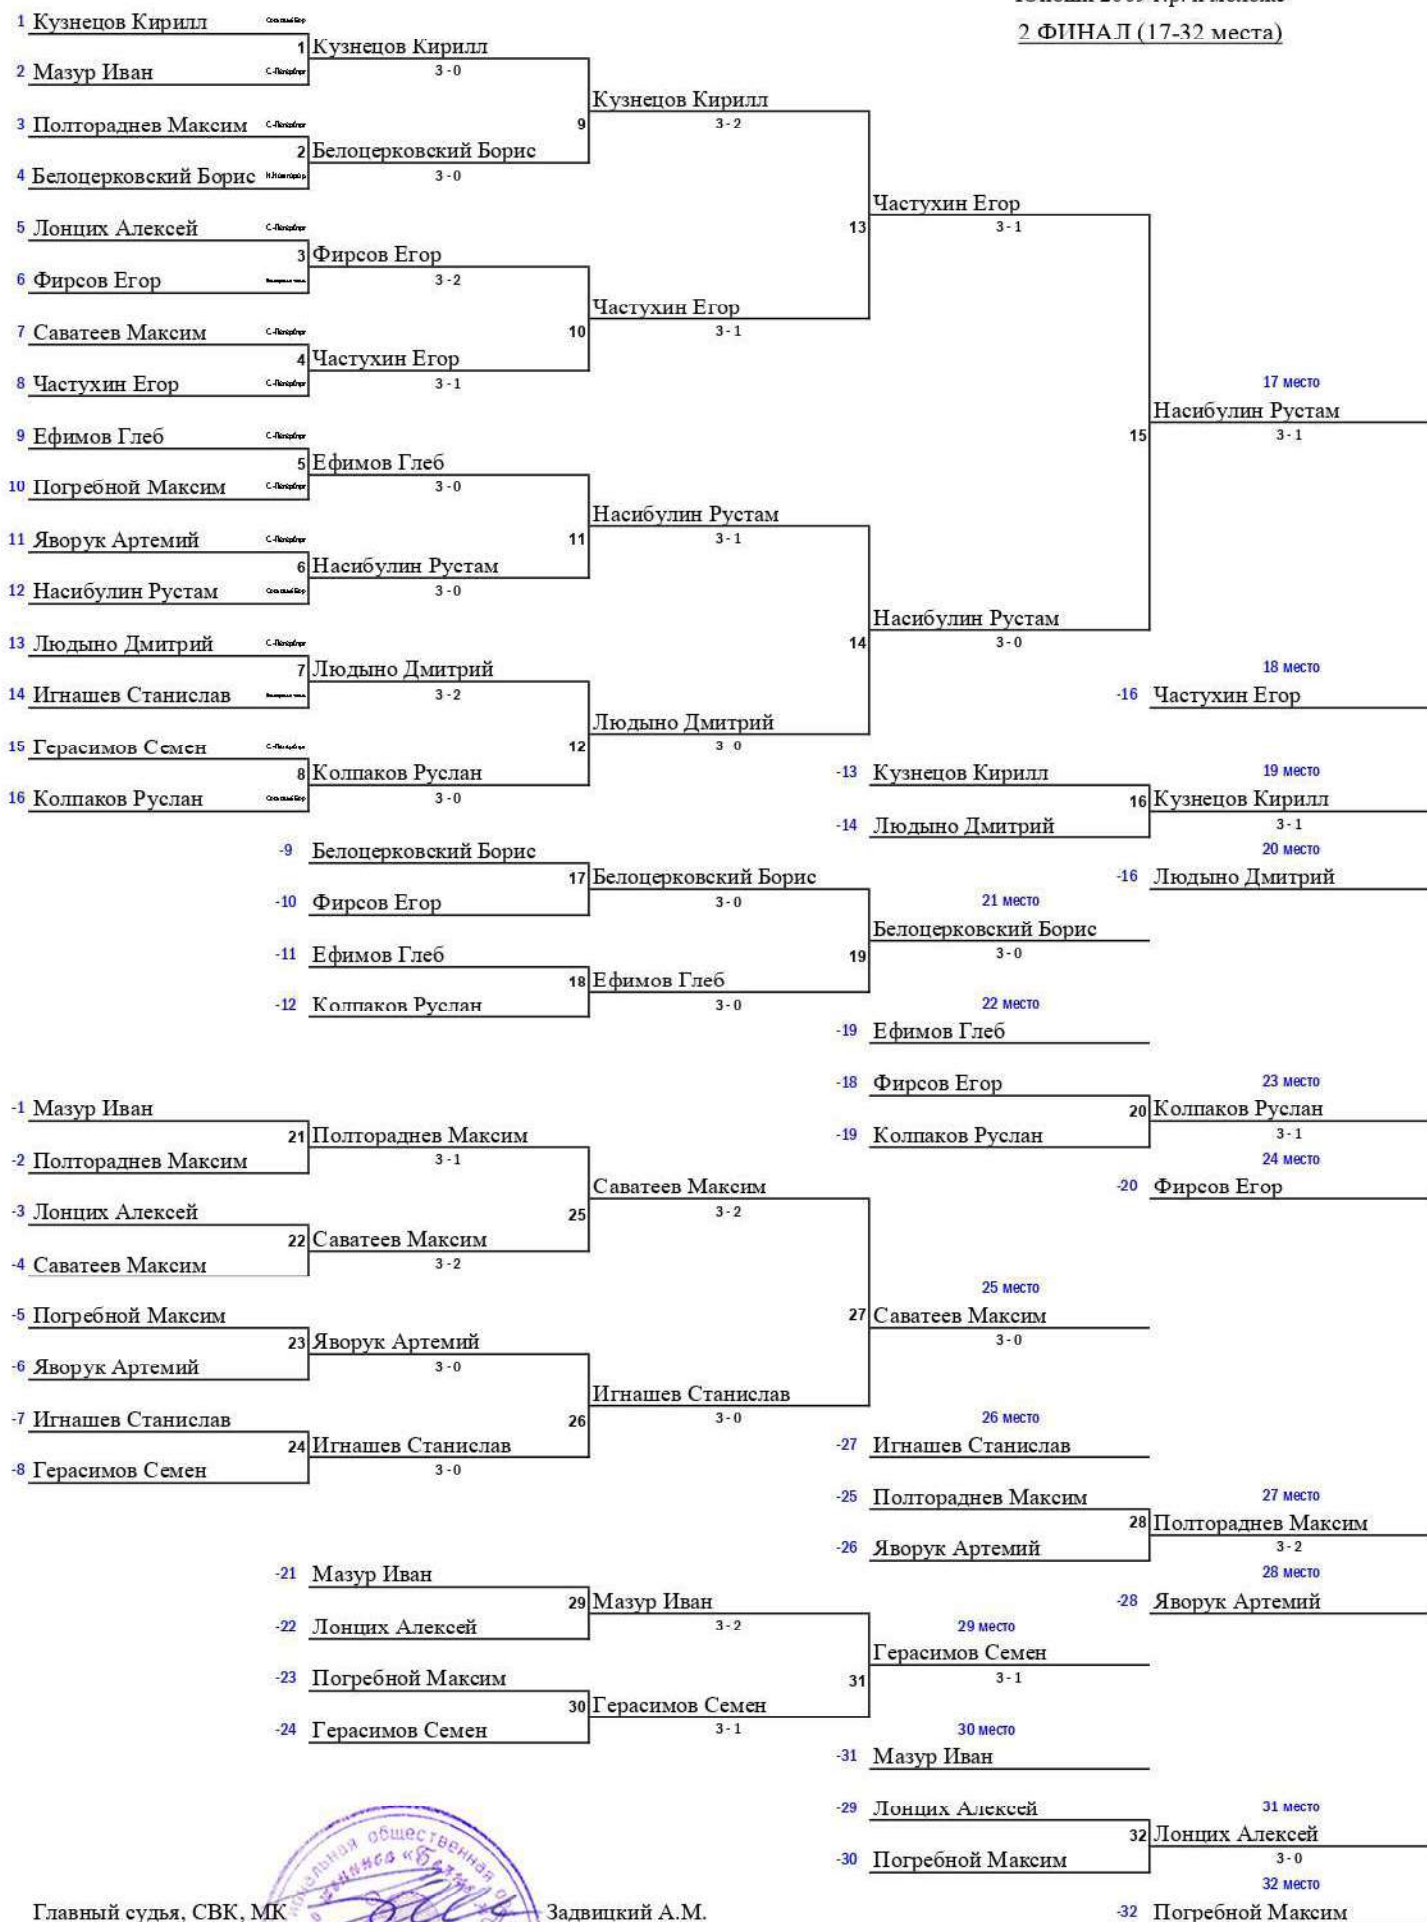 2 ФИНАЛ (17-32 места)
1 Кузнецов Кирилл Сосновый Бор
1 Кузнецов Кирилл
2 Мазур Иван С.-Петербург
3 - 0
Кузнецов Кирилл
3 Полтораднев Максим С.-Петербург
9
3 - 2
2 Белоцерковский Борис
4 Белоцерковский Борис Н.Новгород
3 - 0
Частухин Егор
5 Лонцих Алексей С.-Петербург
13
3 - 1
3 Фирсов Егор
6 Фирсов Егор
3 - 2
Частухин Егор
7 Саватеев Максим С.-Петербург
10
3 - 1
4 Частухин Егор
8 Частухин Егор С.-Петербург
3 - 1
17 место
Насибулин Рустам
9 Ефимов Глеб С.-Петербург
15
3 - 1
5 Ефимов Глеб
10 Погребной Максим С.-Петербург
3 - 0
Насибулин Рустам
11 Яворук Артемий С.-Петербург
11
3 - 1
6 Насибулин Рустам
12 Насибулин Рустам Сосновый Бор
3 - 0
Насибулин Рустам
13 Людыно Дмитрий С.-Петербург
14
3 - 0
7 Людыно Дмитрий
18 место
14 Игнашев Станислав
3 - 2
-16 Частухин Егор
Людыно Дмитрий
15 Герасимов Семен С.-Петербург
12
3 0
8 Колпаков Руслан
-13 Кузнецов Кирилл
19 место
16 Колпаков Руслан Сосновый Бор
3 - 0
16 Кузнецов Кирилл
-14 Людыно Дмитрий
3 - 1
-9 Белоцерковский Борис
20 место
17 Белоцерковский Борис
-16 Людыно Дмитрий
-10 Фирсов Егор
3 - 0
21 место
Белоцерковский Борис
-11 Ефимов Глеб
19
3 - 0
18 Ефимов Глеб
-12 Колпаков Руслан
3 - 0
22 место
-19 Ефимов Глеб
-18 Фирсов Егор
23 место
-1 Мазур Иван
20 Колпаков Руслан
21 Полтораднев Максим
-19 Колпаков Руслан
3 - 1
-2 Полтораднев Максим
3 - 1
24 место
Саватеев Максим
-20 Фирсов Егор
-3 Лонцих Алексей
25
3 - 2
22 Саватеев Максим
-4 Саватеев Максим
3 - 2
25 место
-5 Погребной Максим
27 Саватеев Максим
23 Яворук Артемий
3 - 0
-6 Яворук Артемий
3 - 0
Игнашев Станислав
-7 Игнашев Станислав
26
3 - 0
26 место
24 Игнашев Станислав
-27 Игнашев Станислав
-8 Герасимов Семен
3 - 0
-25 Полтораднев Максим
27 место
28 Полтораднев Максим
-26 Яворук Артемий
3 - 2
-21 Мазур Иван
28 место
29 Мазур Иван
-28 Яворук Артемий
-22 Лонцих Алексей
3 - 2
29 место
Герасимов Семен
-23 Погребной Максим
31
3 - 1
30 Герасимов Семен
-24 Герасимов Семен
3 - 1
30 место
-31 Мазур Иван
-29 Лонцих Алексей
31 место
32 Лонцих Алексей
-30 Погребной Максим
3 - 0
32 место
Главный судья, СВК, МК Задвицкий А.М.
-32 Погребной Максим